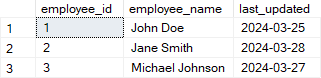 employee_id employee_name last_updated
1 1 John Doe 2024-03-25
2 2 Jane Smith 2024-03-28
3 3 Michael Johnson 2024-03-27